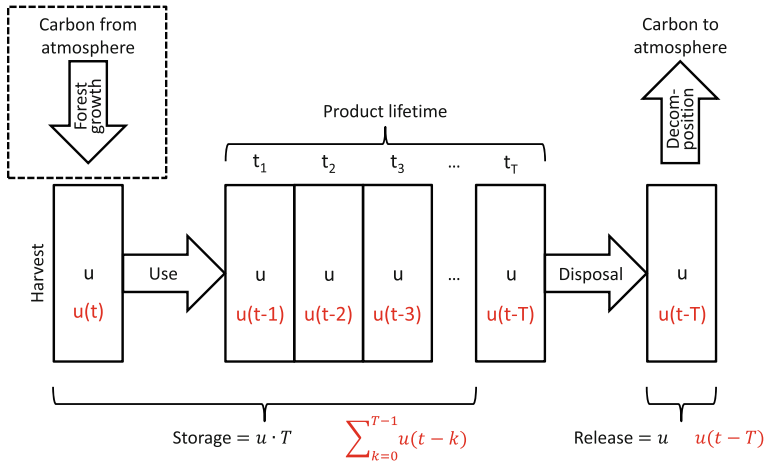 Carbon from
atmosphere
Forest
growth
Carbon to
atmosphere
Decom-
position
Product lifetime
t₁ t₂ t₃ ... t_T
Harvest
u
u(t)
Use
u u u ... u
u(t-1) u(t-2) u(t-3) u(t-T)
Disposal
u
u(t-T)
Storage = u · T ∑_{k=0}^{T-1} u(t - k)
Release = u u(t - T)